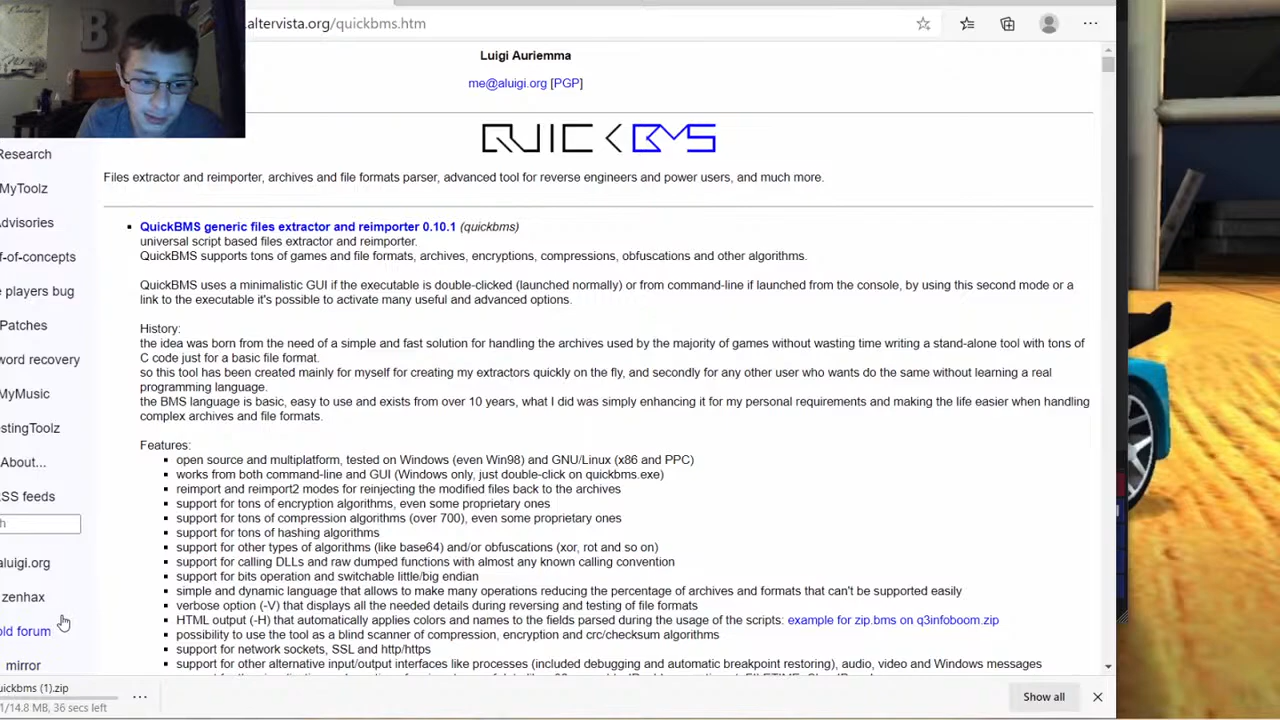 altervista.org/quickbms.htm
Luigi Auriemma
me@aluigi.org [PGP]
QUICKBMS
Files extractor and reimporter, archives and file formats parser, advanced tool for reverse engineers and power users, and much more.
QuickBMS generic files extractor and reimporter 0.10.1 (quickbms)
universal script based files extractor and reimporter.
QuickBMS supports tons of games and file formats, archives, encryptions, compressions, obfuscations and other algorithms.
QuickBMS uses a minimalistic GUI if the executable is double-clicked (launched normally) or from command-line if launched from the console, by using this second mode or a
link to the executable it's possible to activate many useful and advanced options.
History:
the idea was born from the need of a simple and fast solution for handling the archives used by the majority of games without wasting time writing a stand-alone tool with tons of
C code just for a basic file format.
so this tool has been created mainly for myself for creating my extractors quickly on the fly, and secondly for any other user who wants do the same without learning a real
programming language.
the BMS language is basic, easy to use and exists from over 10 years, what I did was simply enhancing it for my personal requirements and making the life easier when handling
complex archives and file formats.
Features:
open source and multiplatform, tested on Windows (even Win98) and GNU/Linux (x86 and PPC)
works from both command-line and GUI (Windows only, just double-click on quickbms.exe)
reimport and reimport2 modes for reinjecting the modified files back to the archives
support for tons of encryption algorithms, even some proprietary ones
support for tons of compression algorithms (over 700), even some proprietary ones
support for tons of hashing algorithms
support for other types of algorithms (like base64) and/or obfuscations (xor, rot and so on)
support for calling DLLs and raw dumped functions with almost any known calling convention
support for bits operation and switchable little/big endian
simple and dynamic language that allows to make many operations reducing the percentage of archives and formats that can't be supported easily
verbose option (-V) that displays all the needed details during reversing and testing of file formats
HTML output (-H) that automatically applies colors and names to the fields parsed during the usage of the scripts: example for zip.bms on q3infoboom.zip
possibility to use the tool as a blind scanner of compression, encryption and crc/checksum algorithms
support for network sockets, SSL and http/https
support for other alternative input/output interfaces like processes (included debugging and automatic breakpoint restoring), audio, video and Windows messages
Research
MyToolz
Advisories
f-of-concepts
e players bug
Patches
word recovery
MyMusic
estingToolz
About...
SS feeds
h
aluigi.org
zenhax
old forum
mirror
uickbms (1).zip
1/14.8 MB, 36 secs left
Show all
B